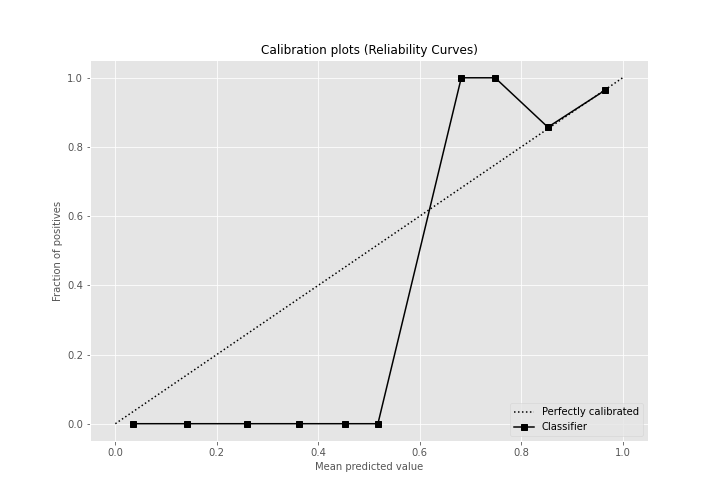 Calibration plots (Reliability Curves)
1.0
0.8
0.6
0.4
0.2
0.0
Fraction of positives
0.0 0.2 0.4 0.6 0.8 1.0
Mean predicted value
Perfectly calibrated
Classifier